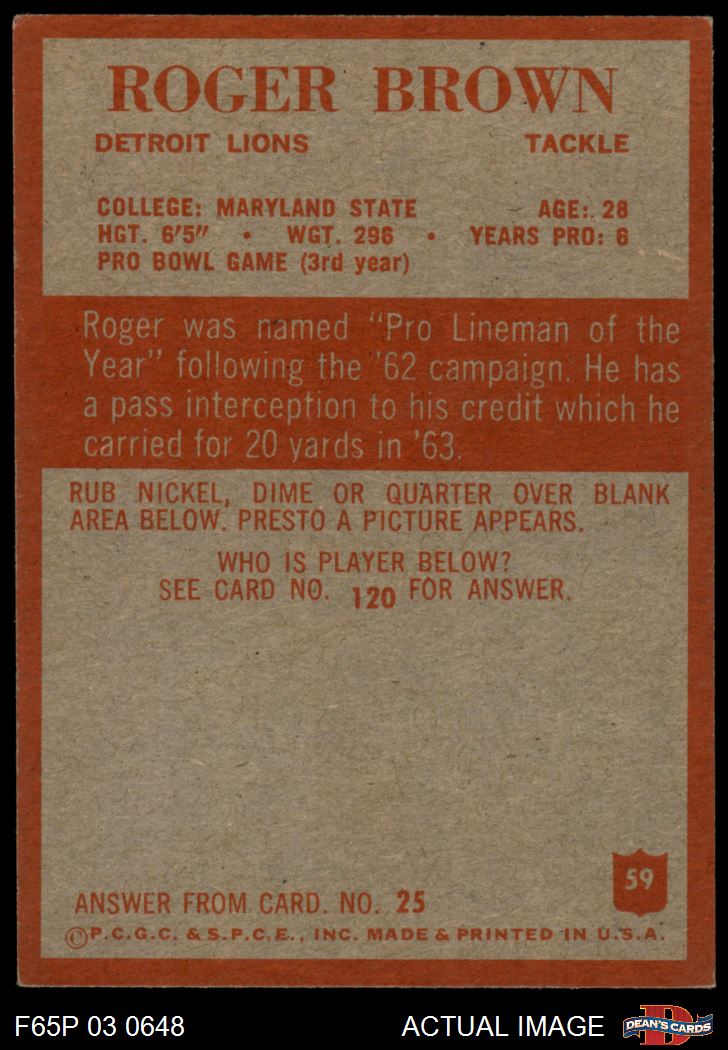 ROGER BROWN
DETROIT LIONS TACKLE
COLLEGE: MARYLAND STATE AGE:. 28
HGT. 6'5" • WGT. 296 • YEARS PRO: 6
PRO BOWL GAME (3rd year)
Roger was named "Pro Lineman of the
Year" following the '62 campaign. He has
a pass interception to his credit which he
carried for 20 yards in '63.
RUB NICKEL, DIME OR QUARTER OVER BLANK
AREA BELOW. PRESTO A PICTURE APPEARS.
WHO IS PLAYER BELOW?
SEE CARD NO. 120 FOR ANSWER.
59
ANSWER FROM CARD. NO. 25
©P.C.G.C. & S.P.C.E., INC. MADE & PRINTED IN U.S.A.
F65P 03 0648 ACTUAL IMAGE D DEAN'S CARDS